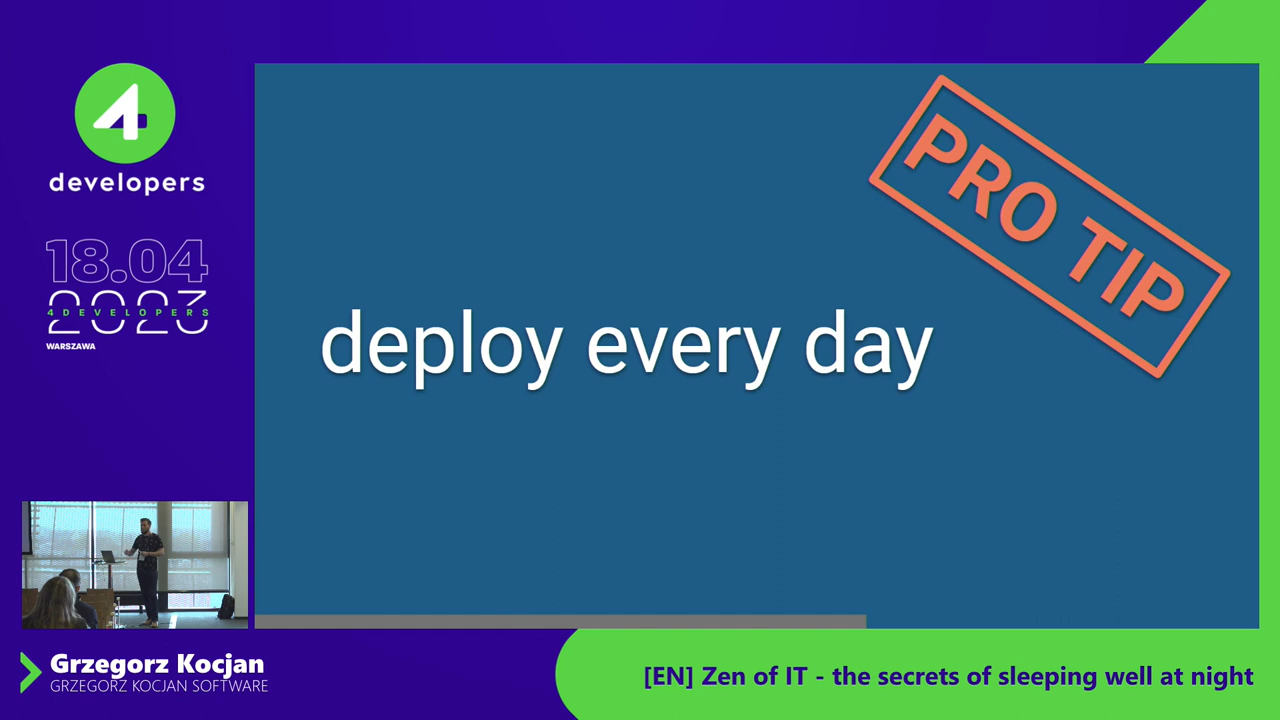 4
developers
18.04
2023
4DEVELOPERS
WARSZAWA
PRO TIP
deploy every day
Grzegorz Kocjan
GRZEGORZ KOCJAN SOFTWARE
[EN] Zen of IT - the secrets of sleeping well at night